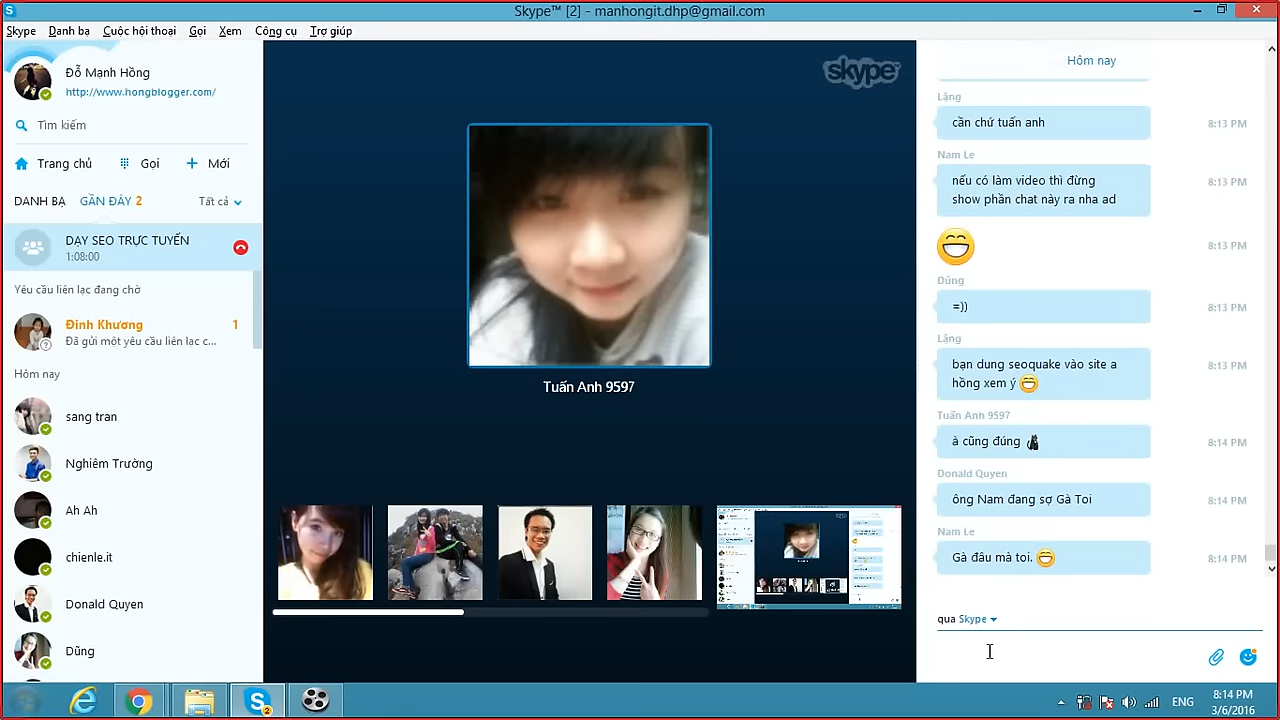 Skype™ [2] - manhongit.dhp@gmail.com
Skype Danh bạ Cuộc hội thoại Gọi Xem Công cụ Trợ giúp
Đỗ Mạnh Hồng
http://www.hongblogger.com/
Tìm kiếm
Trang chủ Gọi Mới
DANH BẠ GẦN ĐÂY 2 Tất cả
DẠY SEO TRỰC TUYẾN
1:08:00
Yêu cầu liên lạc đang chờ
Đinh Khương 1
Đã gửi một yêu cầu liên lạc c...
Hôm nay
sang tran
Nghiêm Trường
Ah Ah
chienle.it
Donald Quyen
Dũng
skype™
Tuấn Anh 9597
Hôm nay
Lặng
cần chứ tuấn anh 8:13 PM
Nam Le
nếu có làm video thì đừng 8:13 PM
show phần chat này ra nha ad
8:13 PM
Dũng
=)) 8:13 PM
Lặng
bạn dung seoquake vào site a 8:13 PM
hồng xem ý
Tuấn Anh 9597
à cũng đúng 8:14 PM
Donald Quyen
ông Nam đang sợ Gà Toi 8:14 PM
Nam Le
Gà đâu mà toi. 8:14 PM
qua Skype
2
ENG
8:14 PM
3/6/2016